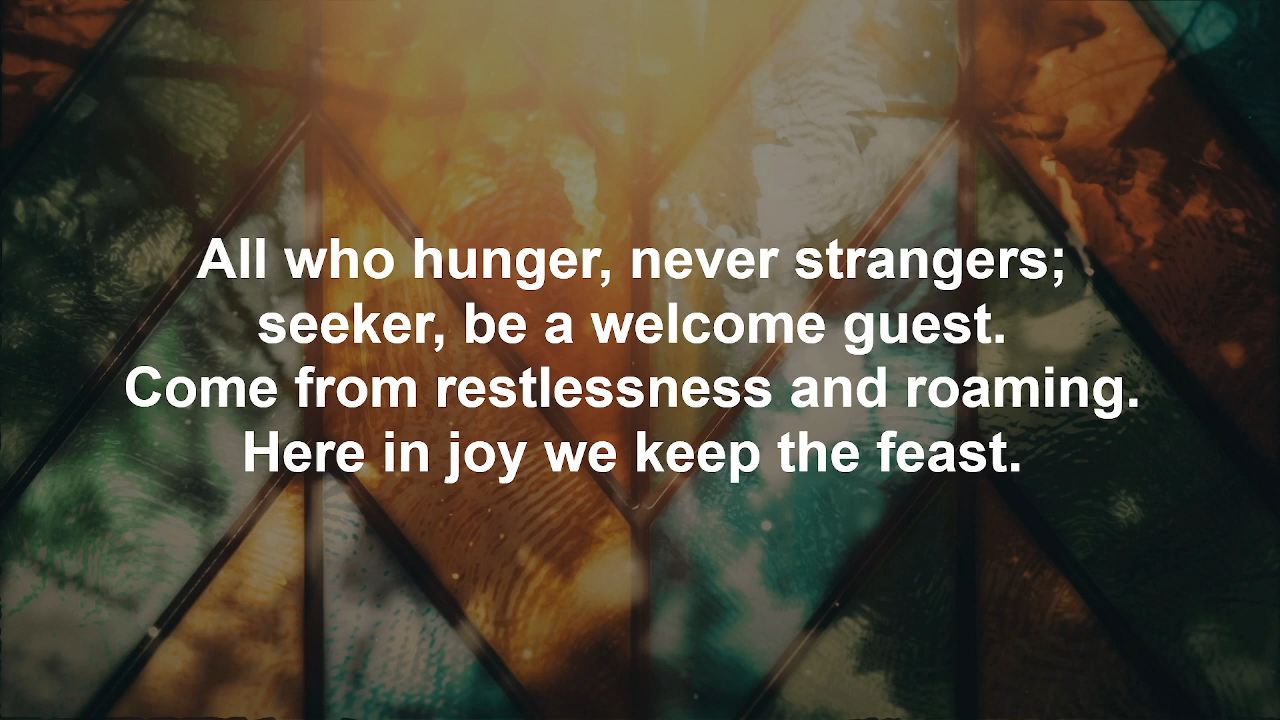 All who hunger, never strangers;
seeker, be a welcome guest.
Come from restlessness and roaming.
Here in joy we keep the feast.